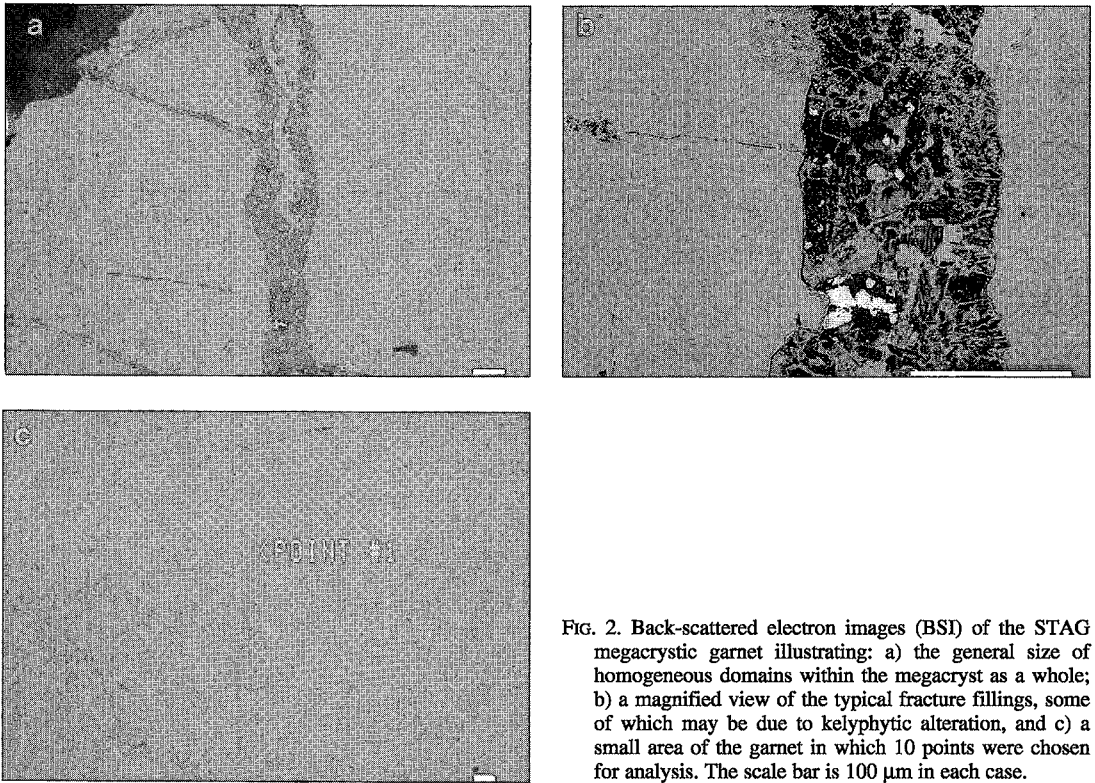 a
b
c
<POINT #1
FIG. 2. Back-scattered electron images (BSI) of the STAG
megacrystic garnet illustrating: a) the general size of
homogeneous domains within the megacryst as a whole;
b) a magnified view of the typical fracture fillings, some
of which may be due to kelyphytic alteration, and c) a
small area of the garnet in which 10 points were chosen
for analysis. The scale bar is 100 µm in each case.